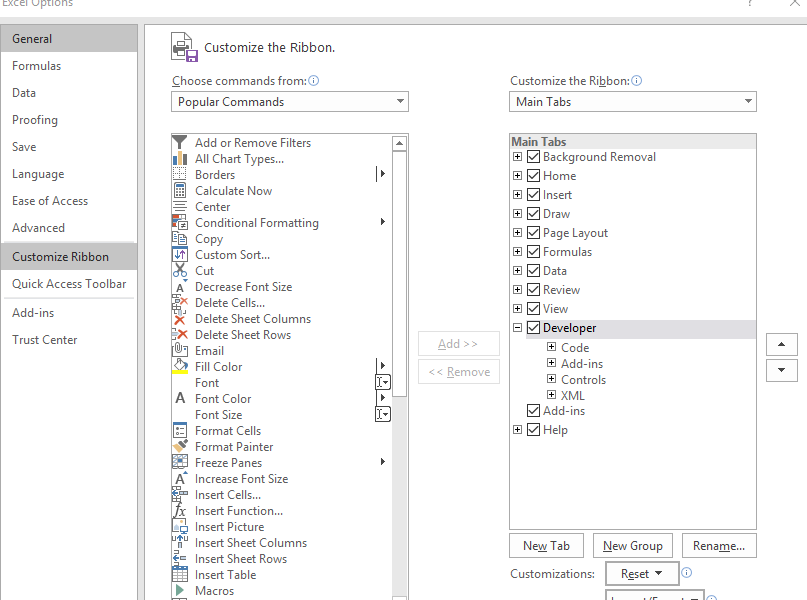 Excel Options
General
Formulas
Data
Proofing
Save
Language
Ease of Access
Advanced
Customize Ribbon
Quick Access Toolbar
Add-ins
Trust Center
Customize the Ribbon.
Choose commands from:
Popular Commands
Add or Remove Filters
All Chart Types...
Borders
Calculate Now
Center
Conditional Formatting
Copy
Custom Sort...
Cut
Decrease Font Size
Delete Cells...
Delete Sheet Columns
Delete Sheet Rows
Email
Fill Color
Font
Font Color
Font Size
Format Cells
Format Painter
Freeze Panes
Increase Font Size
Insert Cells...
Insert Function...
Insert Picture
Insert Sheet Columns
Insert Sheet Rows
Insert Table
Macros
Add >>
<< Remove
Customize the Ribbon:
Main Tabs
Main Tabs
Background Removal
Home
Insert
Draw
Page Layout
Formulas
Data
Review
View
Developer
Code
Add-ins
Controls
XML
Add-ins
Help
New Tab
New Group
Rename...
Customizations:
Reset